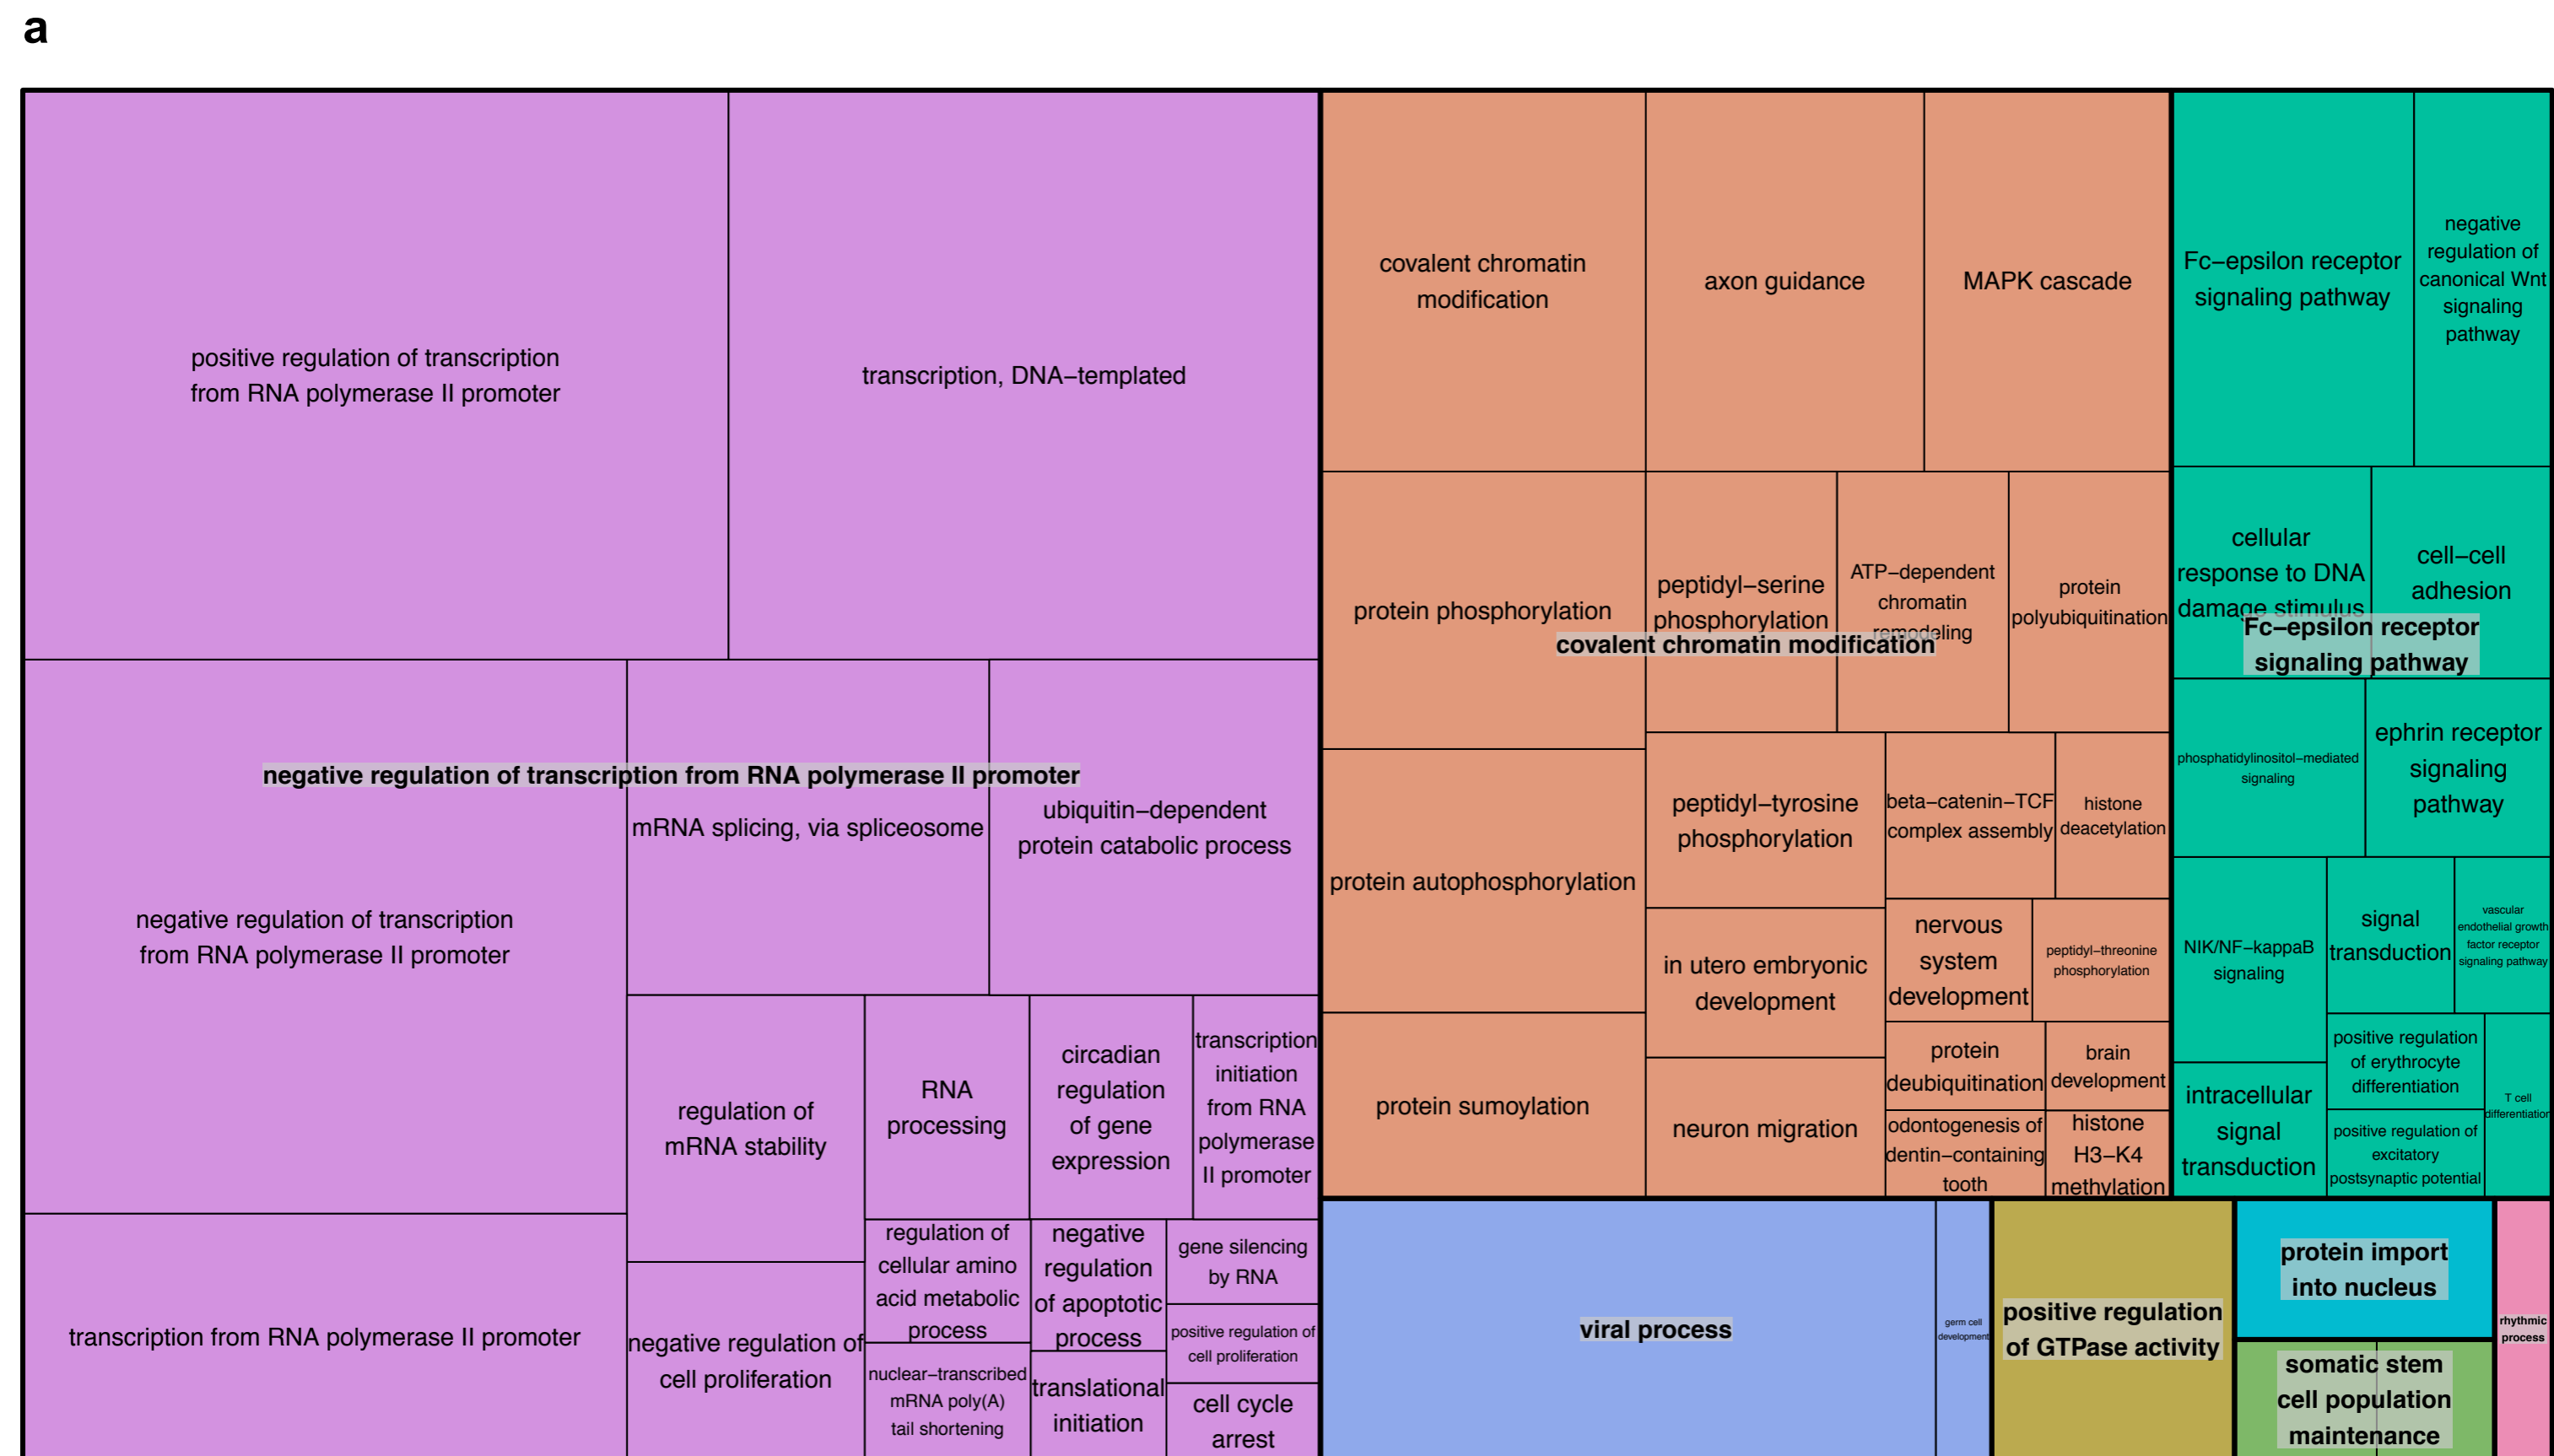 a
positive regulation of transcription
from RNA polymerase II promoter
transcription, DNA−templated
negative regulation of transcription from RNA polymerase II promoter
negative regulation of transcription
from RNA polymerase II promoter
mRNA splicing, via spliceosome
ubiquitin−dependent
protein catabolic process
transcription from RNA polymerase II promoter
regulation of
mRNA stability
negative regulation of
cell proliferation
RNA
processing
circadian
regulation
of gene
expression
transcription
initiation
from RNA
polymerase
II promoter
regulation of
cellular amino
acid metabolic
process
nuclear−transcribed
mRNA poly(A)
tail shortening
negative
regulation
of apoptotic
process
translational
initiation
gene silencing
by RNA
positive regulation of
cell proliferation
cell cycle
arrest
covalent chromatin
modification
axon guidance
MAPK cascade
protein phosphorylation
peptidyl−serine
phosphorylation
ATP−dependent
chromatin
remodeling
protein
polyubiquitination
covalent chromatin modification
protein autophosphorylation
protein sumoylation
peptidyl−tyrosine
phosphorylation
beta−catenin−TCF
complex assembly
histone
deacetylation
in utero embryonic
development
nervous
system
development
peptidyl−threonine
phosphorylation
neuron migration
protein
deubiquitination
brain
development
odontogenesis of
dentin−containing
tooth
histone
H3−K4
methylation
Fc−epsilon receptor
signaling pathway
negative
regulation of
canonical Wnt
signaling
pathway
cellular
response to DNA
damage stimulus
cell−cell
adhesion
Fc−epsilon receptor
signaling pathway
phosphatidylinositol−mediated
signaling
ephrin receptor
signaling
pathway
NIK/NF−kappaB
signaling
signal
transduction
vascular
endothelial growth
factor receptor
signaling pathway
intracellular
signal
transduction
positive regulation
of erythrocyte
differentiation
positive regulation of
excitatory
postsynaptic potential
T cell
differentiation
viral process
germ cell
development
positive regulation
of GTPase activity
protein import
into nucleus
somatic stem
cell population
maintenance
rhythmic
process